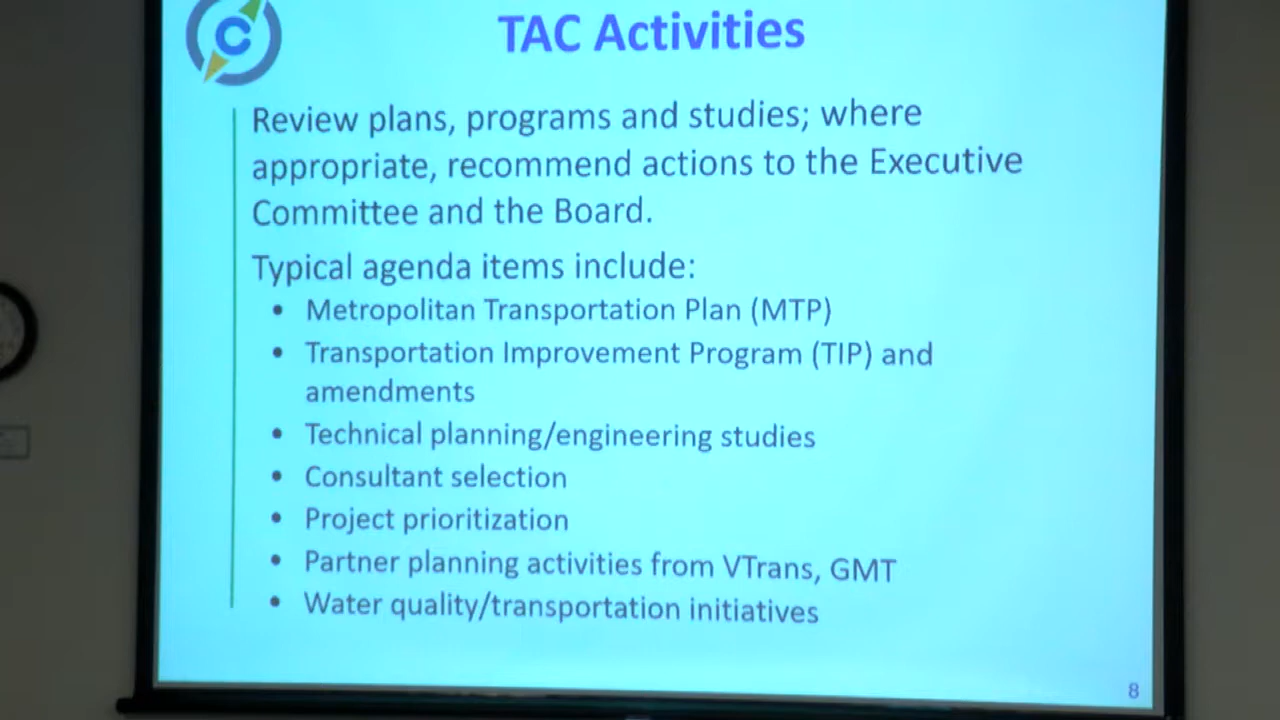 C
TAC Activities
Review plans, programs and studies; where
appropriate, recommend actions to the Executive
Committee and the Board.
Typical agenda items include:
• Metropolitan Transportation Plan (MTP)
• Transportation Improvement Program (TIP) and
amendments
• Technical planning/engineering studies
• Consultant selection
• Project prioritization
• Partner planning activities from VTrans, GMT
• Water quality/transportation initiatives
8